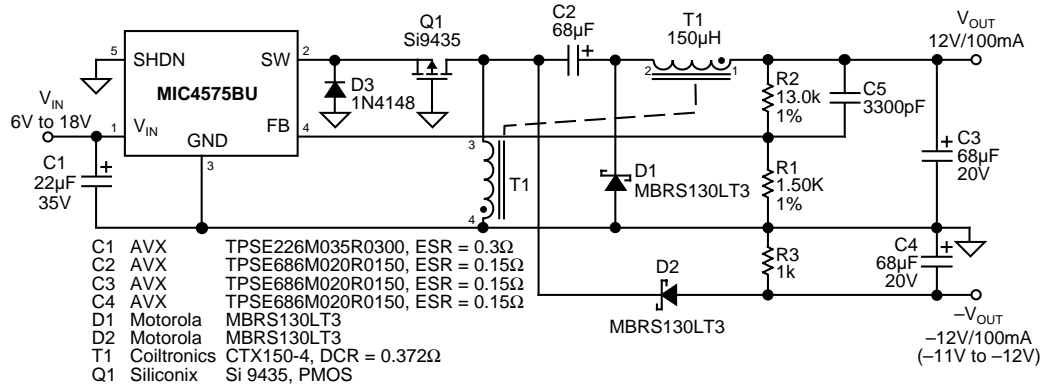 C2
68µF
T1
150µH
Q1
Si9435
VOUT
12V/100mA
5
SHDN
SW
2
+
2
1
MIC4575BU
D3
1N4148
R2
13.0k
1%
C5
3300pF
VIN
6V to 18V
1
VIN
FB
4
GND
3
C1
22µF
35V
+
3
4
T1
D1
MBRS130LT3
R1
1.50K
1%
+
C3
68µF
20V
R3
1k
C4
68µF
20V
+
D2
MBRS130LT3
–VOUT
–12V/100mA
(–11V to –12V)
C1 AVX TPSE226M035R0300, ESR = 0.3Ω
C2 AVX TPSE686M020R0150, ESR = 0.15Ω
C3 AVX TPSE686M020R0150, ESR = 0.15Ω
C4 AVX TPSE686M020R0150, ESR = 0.15Ω
D1 Motorola MBRS130LT3
D2 Motorola MBRS130LT3
T1 Coiltronics CTX150-4, DCR = 0.372Ω
Q1 Siliconix Si 9435, PMOS